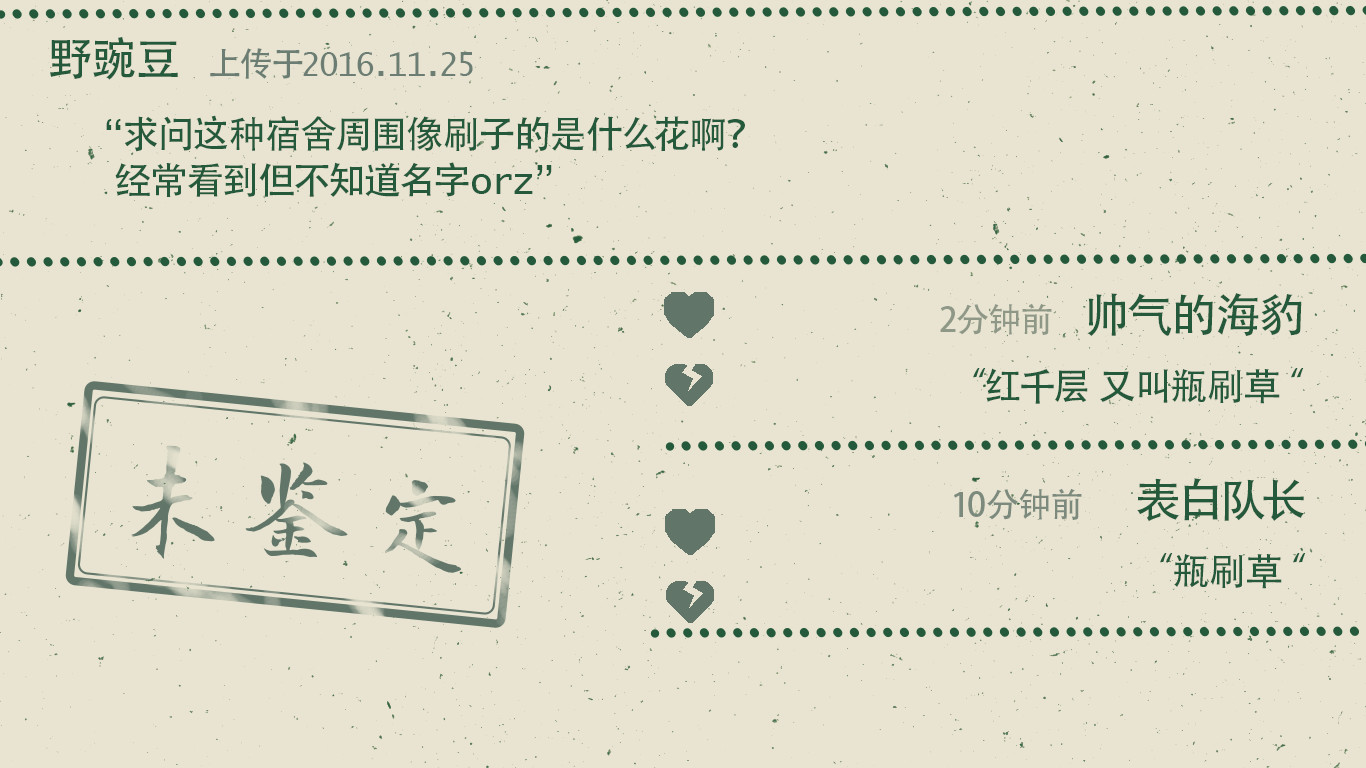 野豌豆 上传于2016.11.25
“求问这种宿舍周围像刷子的是什么花啊?
经常看到但不知道名字orz”
未鉴定
2分钟前 帅气的海豹
“红千层 又叫瓶刷草“
10分钟前 表白队长
“瓶刷草“